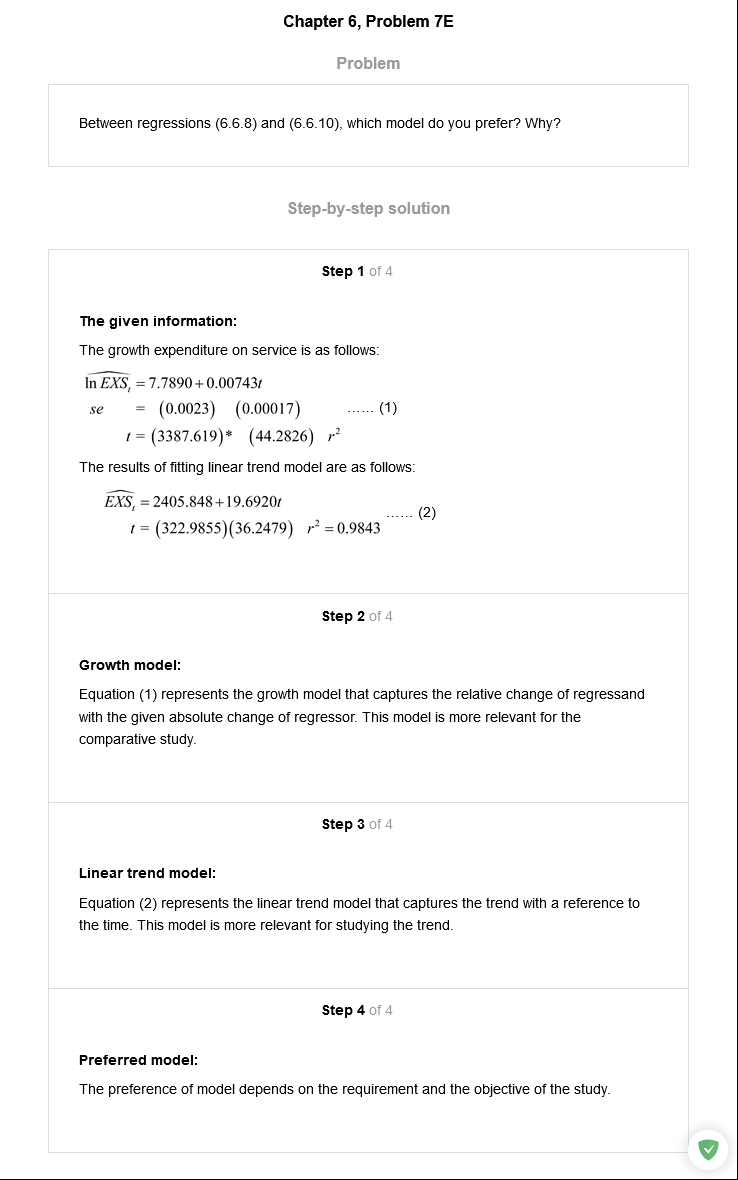 Chapter 6, Problem 7E
Problem
Between regressions (6.6.8) and (6.6.10), which model do you prefer? Why?
Step-by-step solution
Step 1 of 4
The given information:
The growth expenditure on service is as follows:
\widehat{ln EXS_t} = 7.7890 + 0.00743t
se = (0.0023) (0.00017) ...... (1)
t = (3387.619)* (44.2826) r²
The results of fitting linear trend model are as follows:
\widehat{EXS_t} = 2405.848 + 19.6920t
...... (2)
t = (322.9855)(36.2479) r² = 0.9843
Step 2 of 4
Growth model:
Equation (1) represents the growth model that captures the relative change of regressand
with the given absolute change of regressor. This model is more relevant for the
comparative study.
Step 3 of 4
Linear trend model:
Equation (2) represents the linear trend model that captures the trend with a reference to
the time. This model is more relevant for studying the trend.
Step 4 of 4
Preferred model:
The preference of model depends on the requirement and the objective of the study.